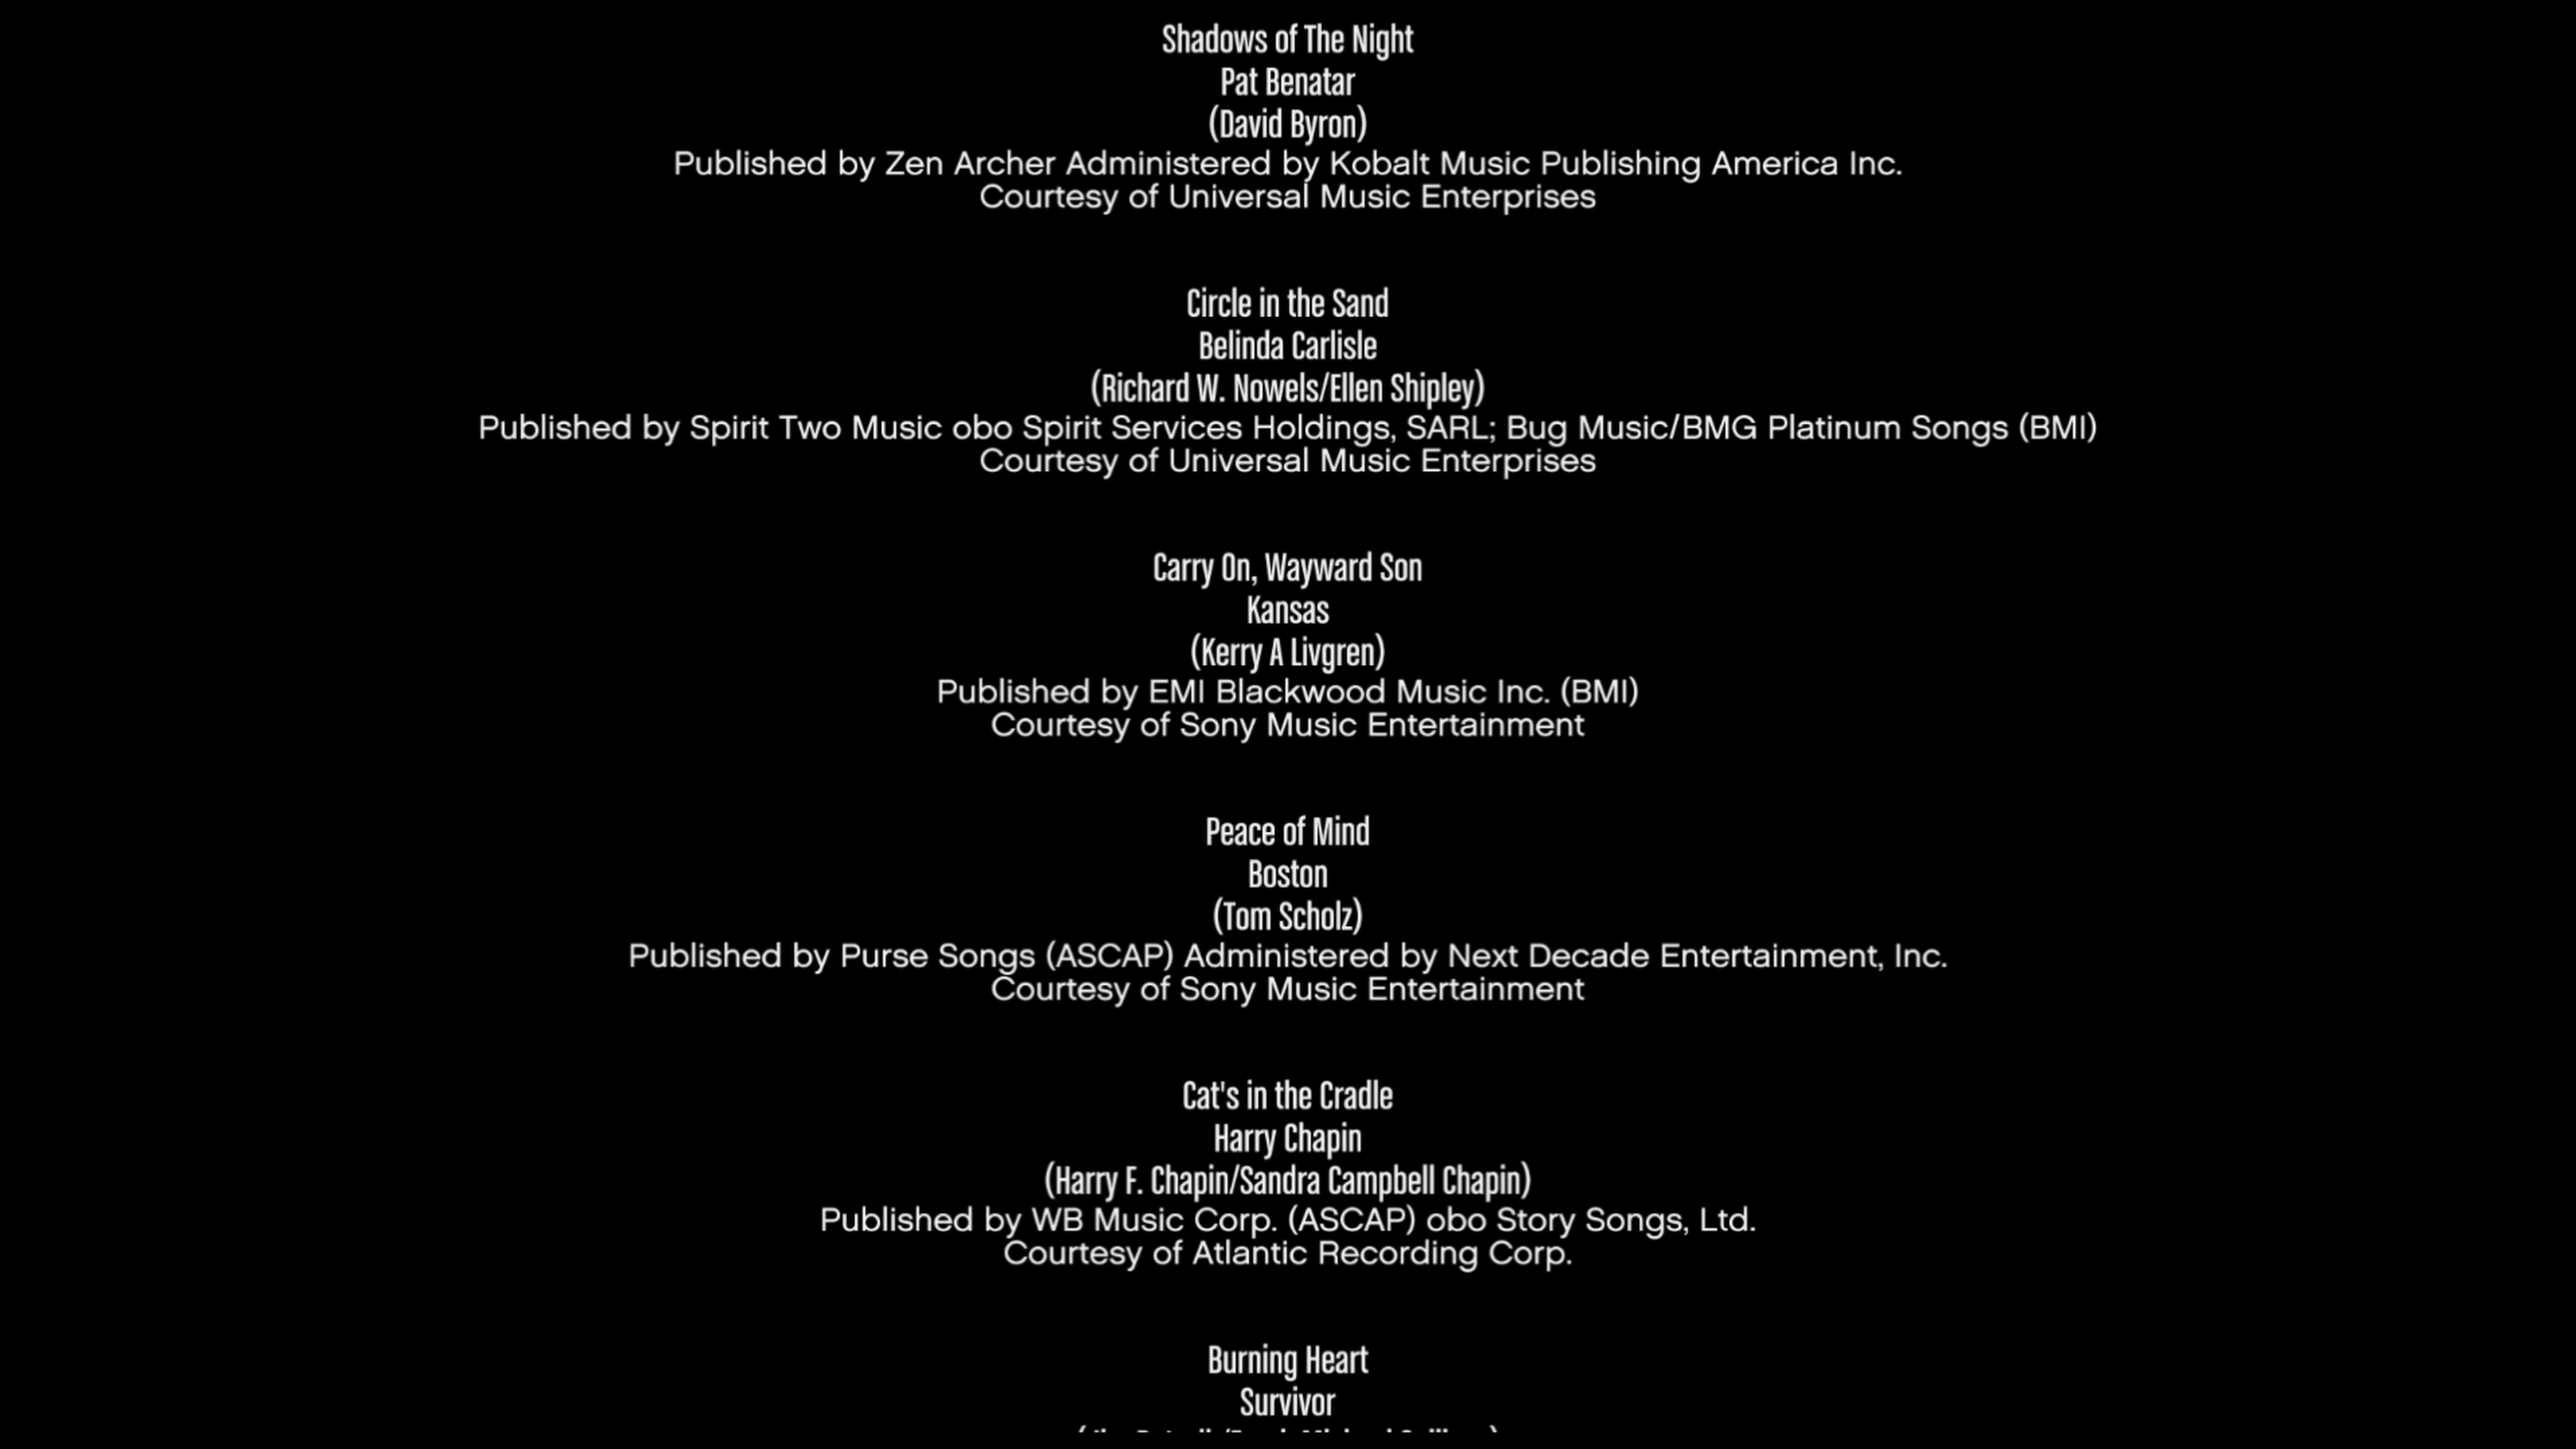 Shadows of The Night
Pat Benatar
(David Byron)
Published by Zen Archer Administered by Kobalt Music Publishing America Inc.
Courtesy of Universal Music Enterprises
Circle in the Sand
Belinda Carlisle
(Richard W. Nowels/Ellen Shipley)
Published by Spirit Two Music obo Spirit Services Holdings, SARL; Bug Music/BMG Platinum Songs (BMI)
Courtesy of Universal Music Enterprises
Carry On, Wayward Son
Kansas
(Kerry A Livgren)
Published by EMI Blackwood Music Inc. (BMI)
Courtesy of Sony Music Entertainment
Peace of Mind
Boston
(Tom Scholz)
Published by Purse Songs (ASCAP) Administered by Next Decade Entertainment, Inc.
Courtesy of Sony Music Entertainment
Cat's in the Cradle
Harry Chapin
(Harry F. Chapin/Sandra Campbell Chapin)
Published by WB Music Corp. (ASCAP) obo Story Songs, Ltd.
Courtesy of Atlantic Recording Corp.
Burning Heart
Survivor